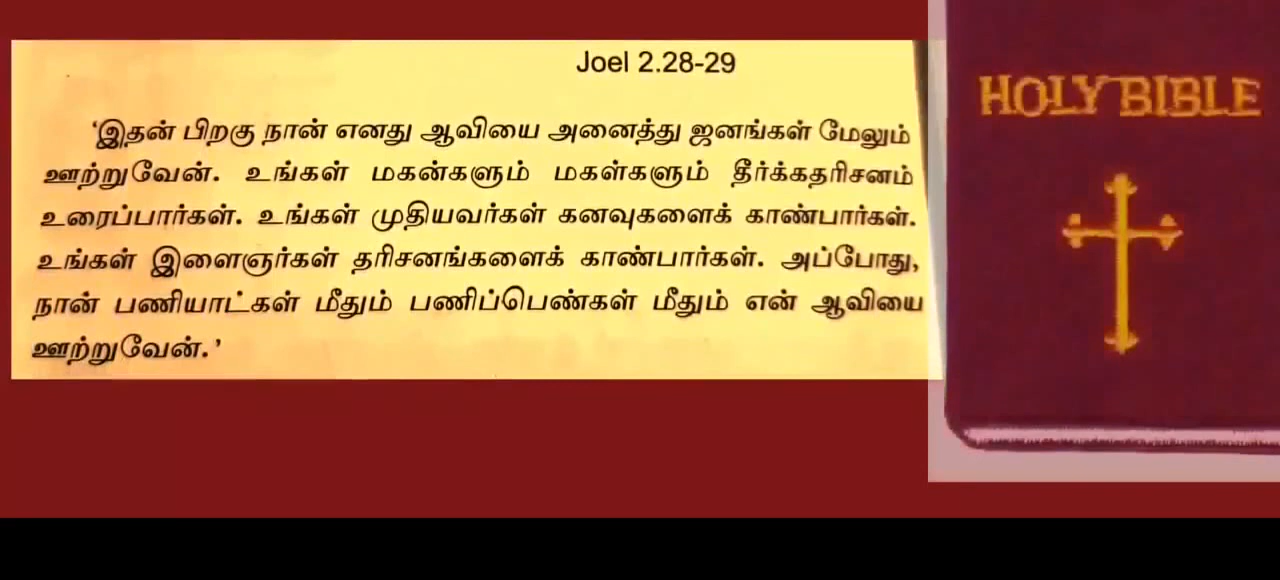 Joel 2.28-29
‘இதன் பிறகு நான் எனது ஆவியை அனைத்து ஜனங்கள் மேலும்
ஊற்றுவேன். உங்கள் மகன்களும் மகள்களும் தீர்க்கதரிசனம்
உரைப்பார்கள். உங்கள் முதியவர்கள் கனவுகளைக் காண்பார்கள்.
உங்கள் இளைஞர்கள் தரிசனங்களைக் காண்பார்கள். அப்போது,
நான் பணியாட்கள் மீதும் பணிப்பெண்கள் மீதும் என் ஆவியை
ஊற்றுவேன்.’
HOLY BIBLE